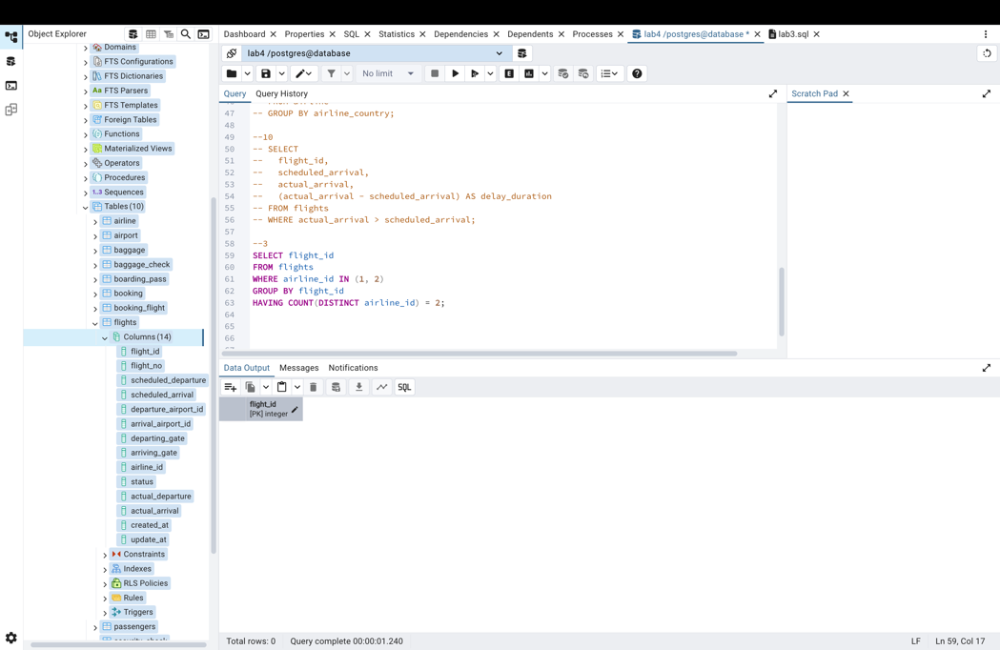 Object Explorer
Dashboard
Properties
SQL
Statistics
Dependencies
Dependents
Processes
lab4 /postgres@database *
lab3.sql
Domains
FTS Configurations
FTS Dictionaries
Aa FTS Parsers
FTS Templates
Foreign Tables
Functions
Materialized Views
Operators
Procedures
1..3 Sequences
Tables (10)
airline
airport
baggage
baggage_check
boarding_pass
booking
booking_flight
flights
Columns (14)
flight_id
flight_no
scheduled_departure
scheduled_arrival
departure_airport_id
arrival_airport_id
departing_gate
arriving_gate
airline_id
status
actual_departure
actual_arrival
created_at
update_at
Constraints
Indexes
RLS Policies
Rules
Triggers
passengers
lab4 /postgres@database
No limit
E
Query
Query History
Scratch Pad
47 -- GROUP BY airline_country;
48
49 --10
50 -- SELECT
51 --   flight_id,
52 --   scheduled_arrival,
53 --   actual_arrival,
54 --   (actual_arrival - scheduled_arrival) AS delay_duration
55 -- FROM flights
56 -- WHERE actual_arrival > scheduled_arrival;
57
58 --3
59 SELECT flight_id
60 FROM flights
61 WHERE airline_id IN (1, 2)
62 GROUP BY flight_id
63 HAVING COUNT(DISTINCT airline_id) = 2;
64
65
66
Data Output
Messages
Notifications
SQL
flight_id
[PK] integer
Total rows: 0
Query complete 00:00:01.240
LF
Ln 59, Col 17